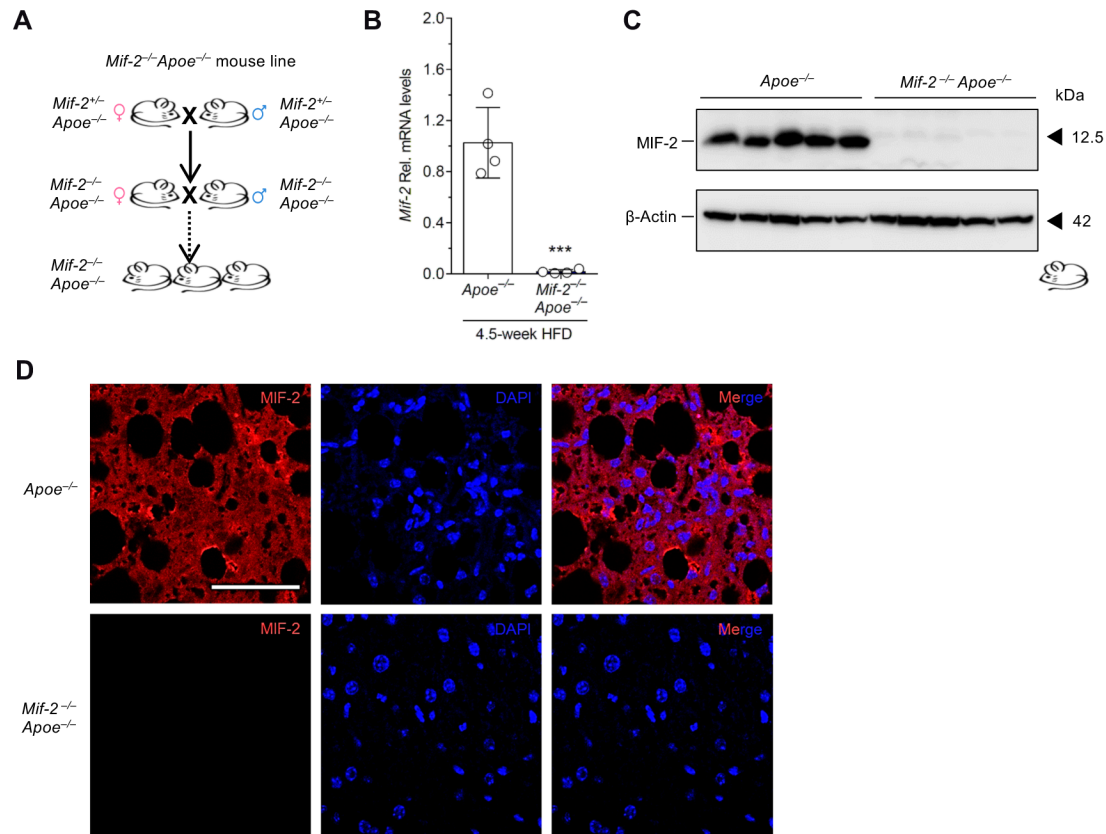 A
Mif-2⁻/⁻Apoe⁻/⁻ mouse line
Mif-2⁺/⁻
Apoe⁻/⁻
♀
X
♂
Mif-2⁺/⁻
Apoe⁻/⁻
Mif-2⁻/⁻
Apoe⁻/⁻
♀
X
♂
Mif-2⁻/⁻
Apoe⁻/⁻
Mif-2⁻/⁻
Apoe⁻/⁻
B
Mif-2 Rel. mRNA levels
2.0
1.6
1.2
0.8
0.4
0.0
***
Apoe⁻/⁻
Mif-2⁻/⁻
Apoe⁻/⁻
4.5-week HFD
C
Apoe⁻/⁻
Mif-2⁻/⁻ Apoe⁻/⁻
kDa
MIF-2
12.5
β-Actin
42
D
Apoe⁻/⁻
MIF-2
DAPI
Merge
Mif-2⁻/⁻
Apoe⁻/⁻
MIF-2
DAPI
Merge